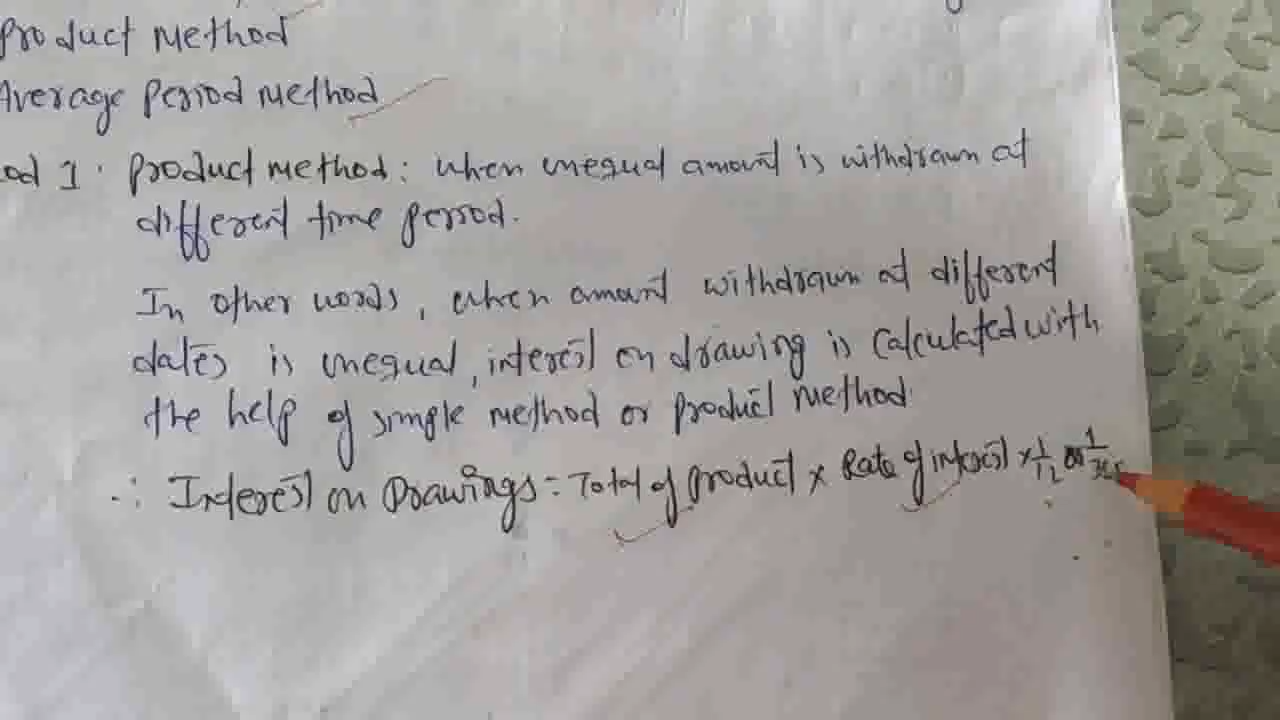 Product Method
Average Period Method
od 1. Product method: when unequal amount is withdrawn at
different time period.
In other words, when amount withdrawn at different
dates is unequal, interest on drawing is calculated with
the help of simple method or product method
∴ Interest on Drawings = Total of product × Rate of interest × 1/12 or 1/365